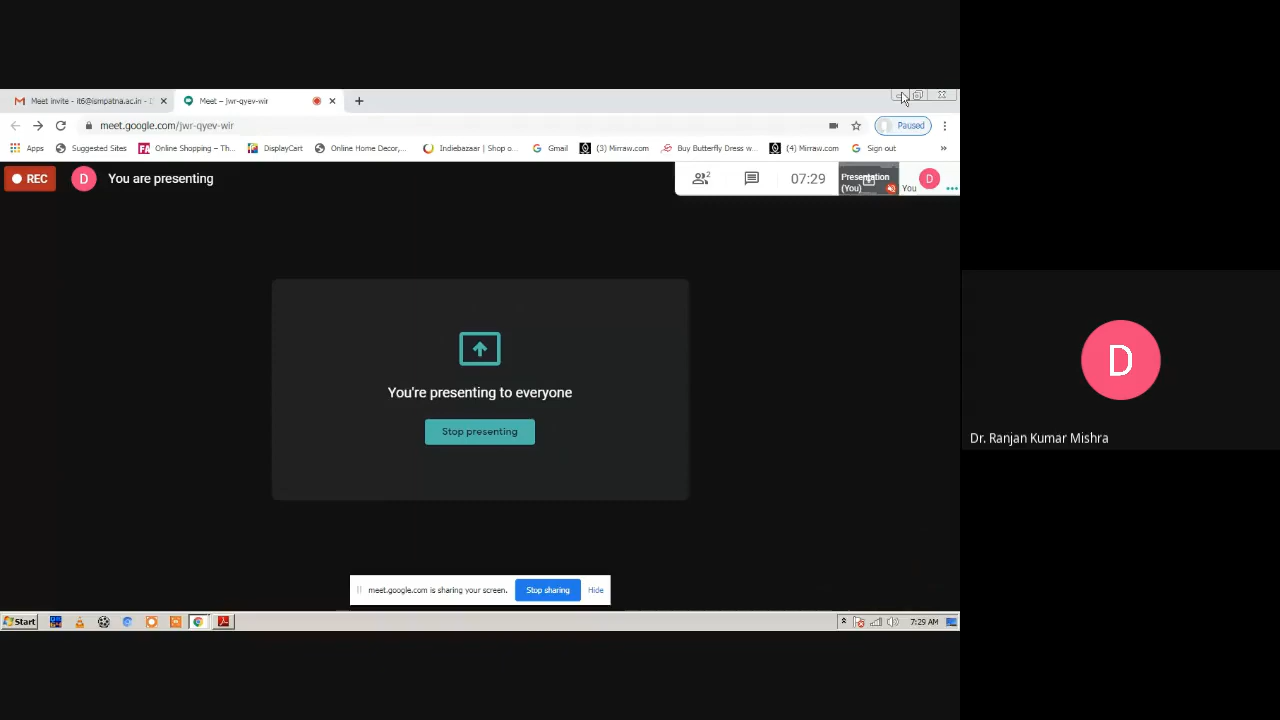 Meet invite - it6@ismpatna.ac.in -
Meet – jwr-qyev-wir
meet.google.com/jwr-qyev-wir
Paused
Apps
Suggested Sites
Online Shopping – Th...
DisplayCart
Online Home Decor,...
Indiebazaar | Shop o...
Gmail
(3) Mirraw.com
Buy Butterfly Dress w...
(4) Mirraw.com
Sign out
REC
D
You are presenting
2
07:29
Presentation
(You)
You
D
You're presenting to everyone
Stop presenting
D
Dr. Ranjan Kumar Mishra
meet.google.com is sharing your screen.
Stop sharing
Hide
Start
7:29 AM